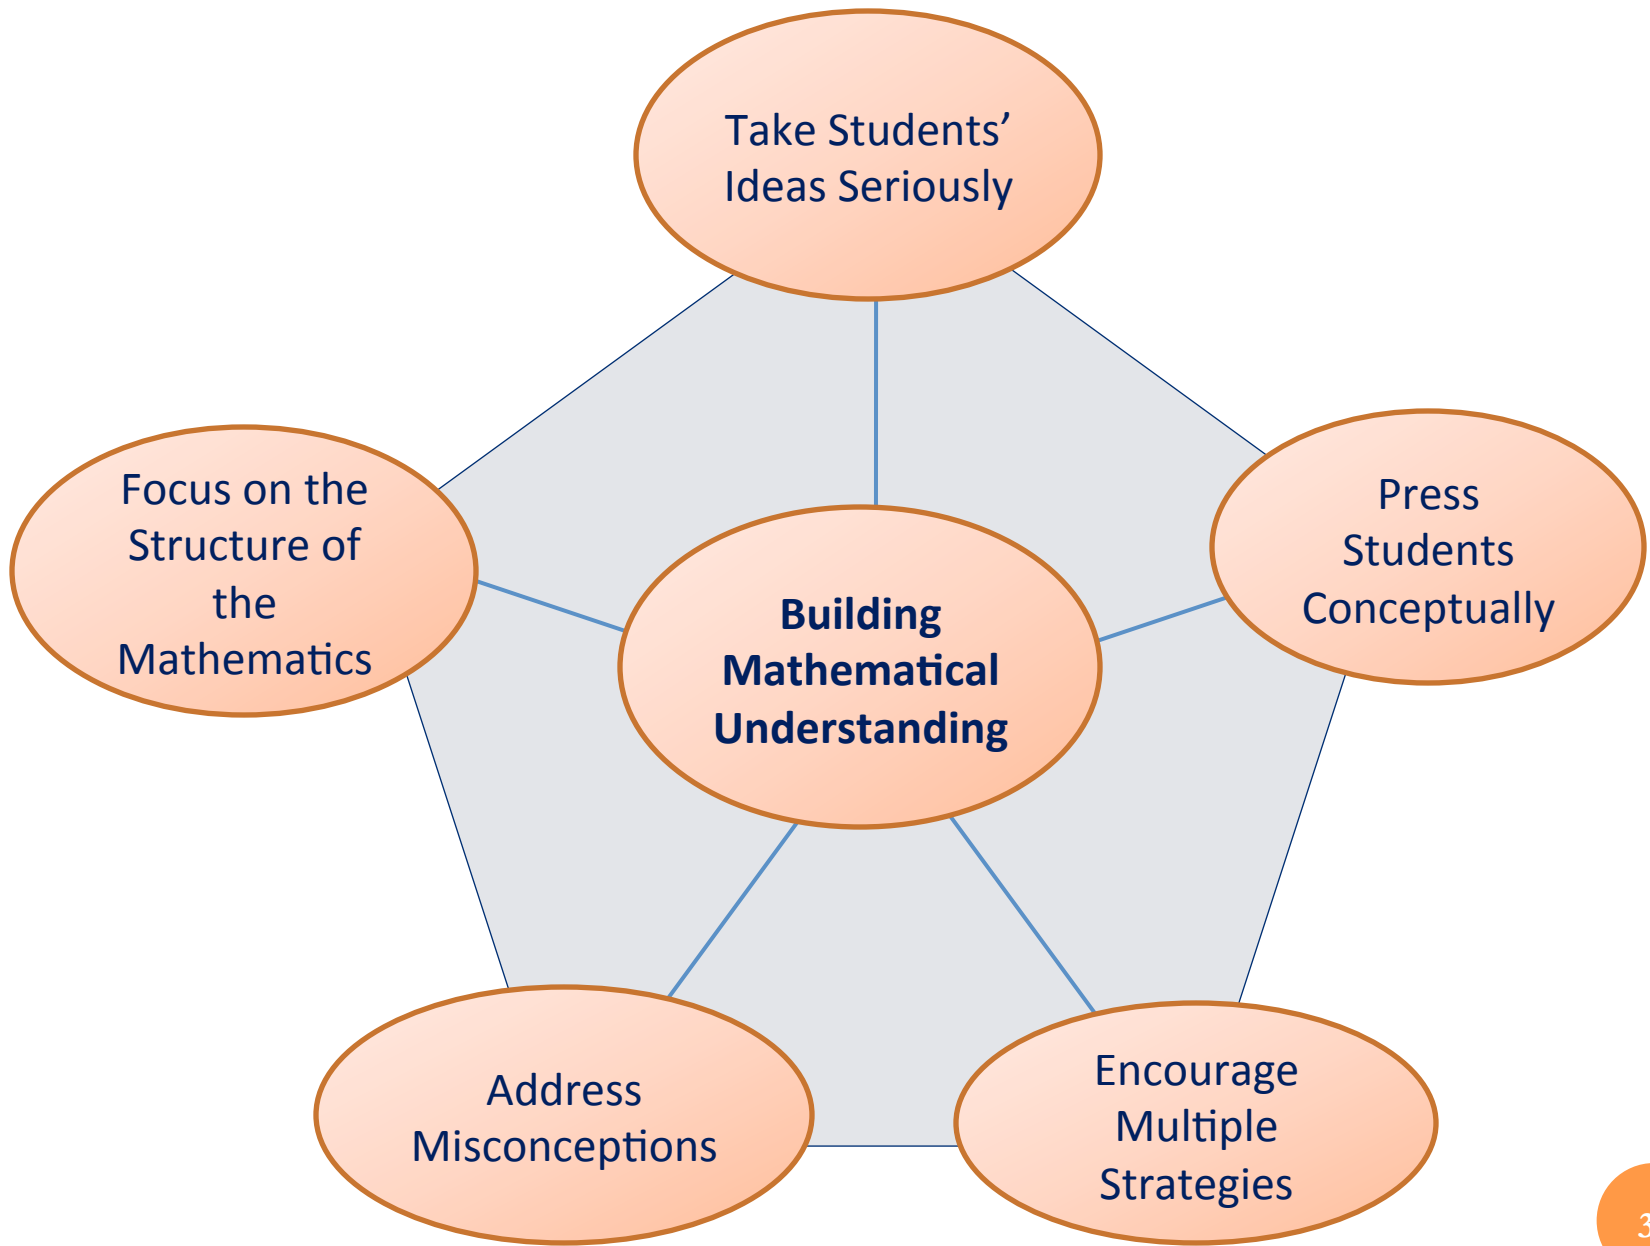 Take Students’
Ideas Seriously
Focus on the
Structure of
the
Mathematics
Press
Students
Conceptually
Building
Mathematical
Understanding
Address
Misconceptions
Encourage
Multiple
Strategies